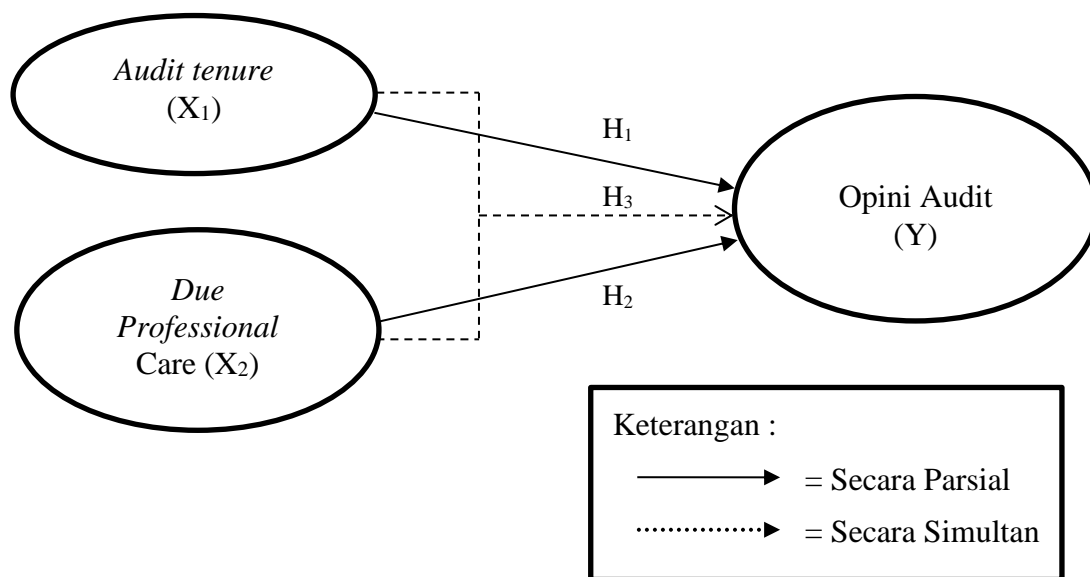 Audit tenure
(X₁)
H₁
H₃
H₂
Due
Professional
Care (X₂)
Opini Audit
(Y)
Keterangan :
= Secara Parsial
= Secara Simultan